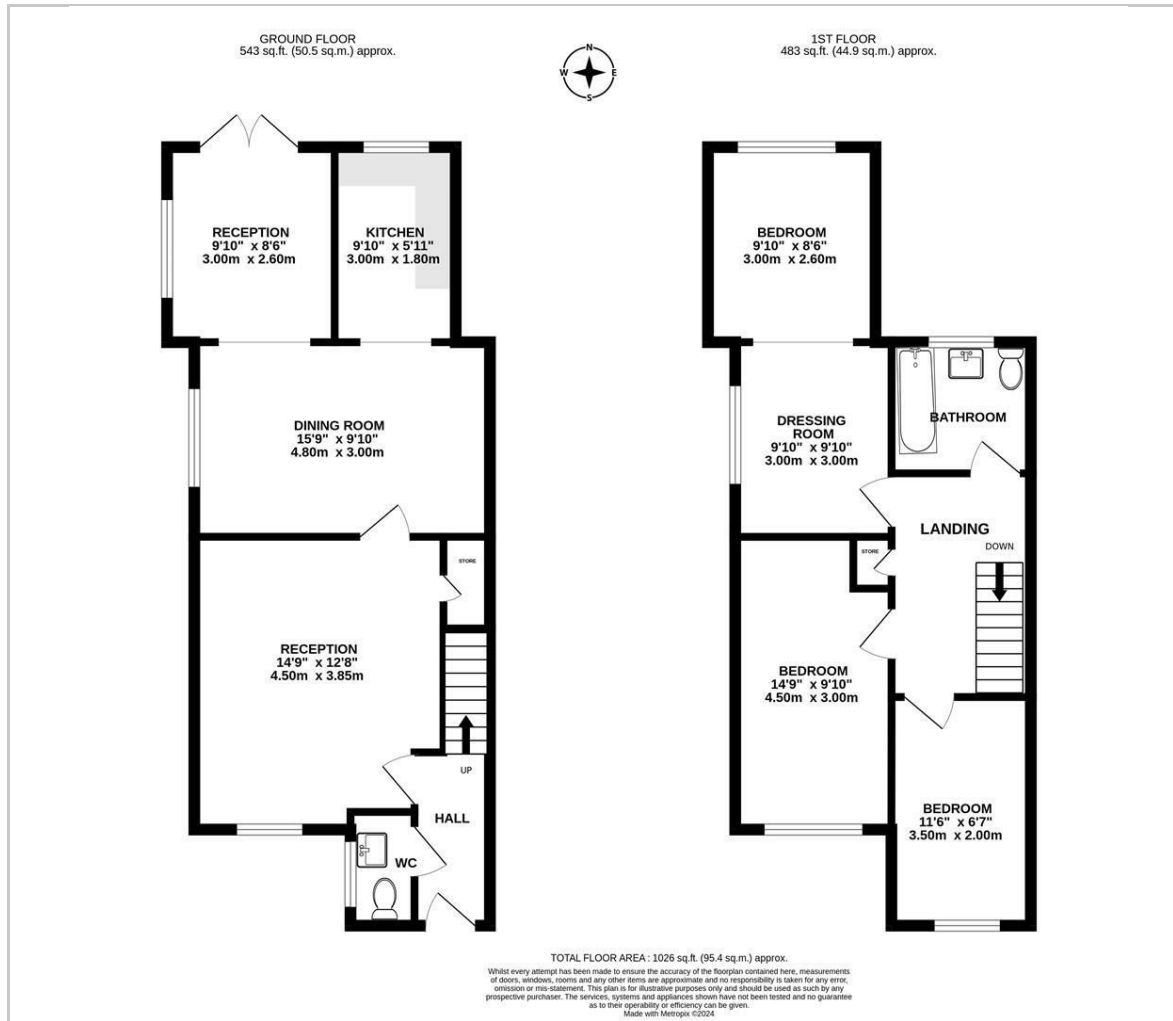 GROUND FLOOR
543 sq.ft. (50.5 sq.m.) approx.
1ST FLOOR
483 sq.ft. (44.9 sq.m.) approx.
N
W
E
S
RECEPTION
9'10" x 8'6"
3.00m x 2.60m
KITCHEN
9'10" x 5'11"
3.00m x 1.80m
DINING ROOM
15'9" x 9'10"
4.80m x 3.00m
STORE
RECEPTION
14'9" x 12'8"
4.50m x 3.85m
UP
HALL
WC
BEDROOM
9'10" x 8'6"
3.00m x 2.60m
DRESSING
ROOM
9'10" x 9'10"
3.00m x 3.00m
BATHROOM
LANDING
DOWN
STORE
BEDROOM
14'9" x 9'10"
4.50m x 3.00m
BEDROOM
11'6" x 6'7"
3.50m x 2.00m
TOTAL FLOOR AREA : 1026 sq.ft. (95.4 sq.m.) approx.
Whilst every attempt has been made to ensure the accuracy of the floorplan contained here, measurements
of doors, windows, rooms and any other items are approximate and no responsibility is taken for any error,
omission or mis-statement. This plan is for illustrative purposes only and should be used as such by any
prospective purchaser. The services, systems and appliances shown have not been tested and no guarantee
as to their operability or efficiency can be given.
Made with Metropix ©2024